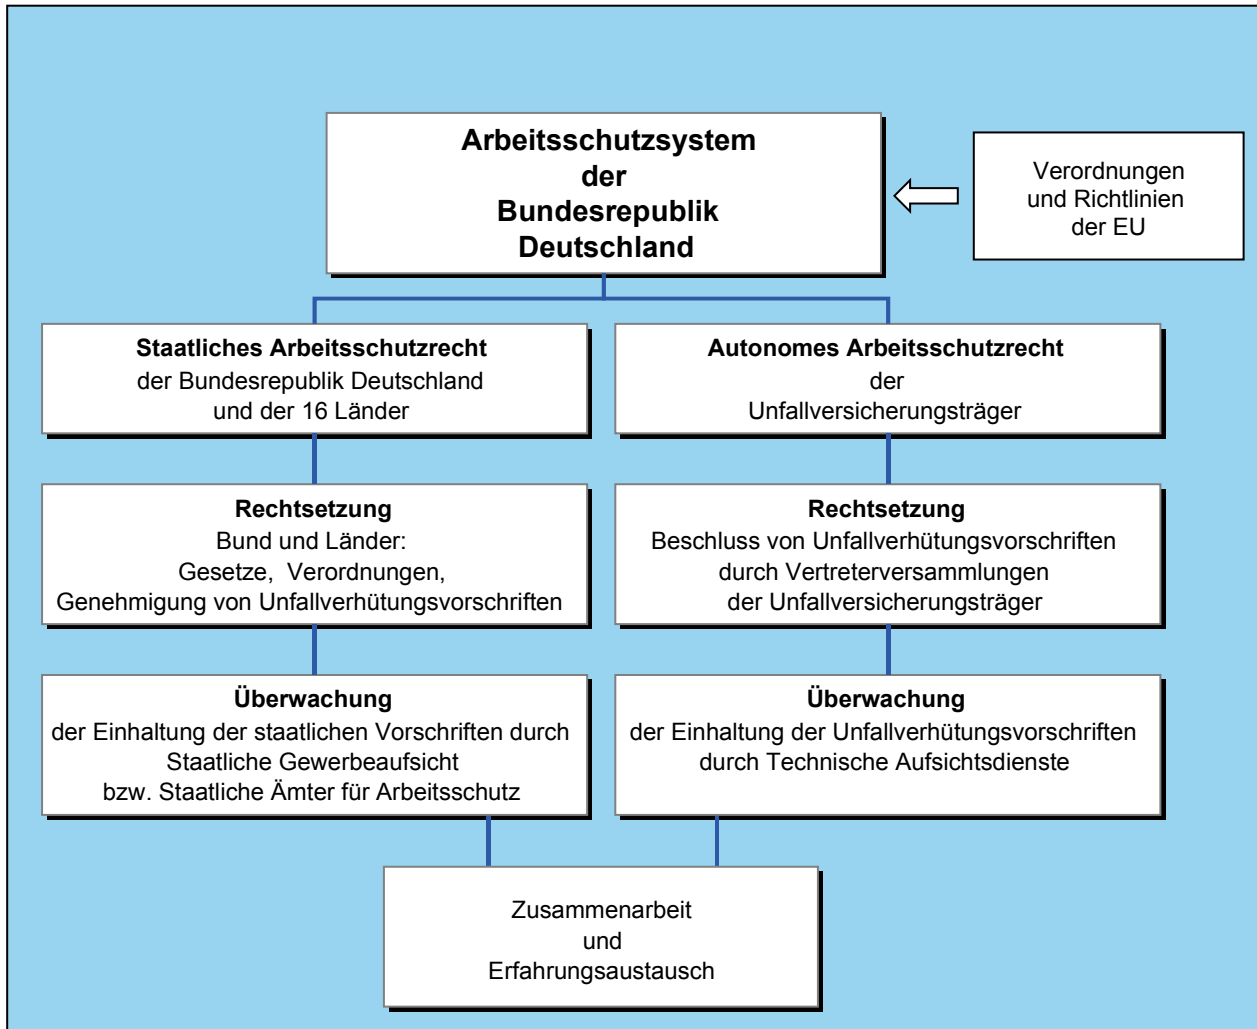 Arbeitsschutzsystem
der
Bundesrepublik
Deutschland
Verordnungen
und Richtlinien
der EU
Staatliches Arbeitsschutzrecht
der Bundesrepublik Deutschland
und der 16 Länder
Autonomes Arbeitsschutzrecht
der
Unfallversicherungsträger
Rechtsetzung
Bund und Länder:
Gesetze, Verordnungen,
Genehmigung von Unfallverhütungsvorschriften
Rechtsetzung
Beschluss von Unfallverhütungsvorschriften
durch Vertreterversammlungen
der Unfallversicherungsträger
Überwachung
der Einhaltung der staatlichen Vorschriften durch
Staatliche Gewerbeaufsicht
bzw. Staatliche Ämter für Arbeitsschutz
Überwachung
der Einhaltung der Unfallverhütungsvorschriften
durch Technische Aufsichtsdienste
Zusammenarbeit
und
Erfahrungsaustausch